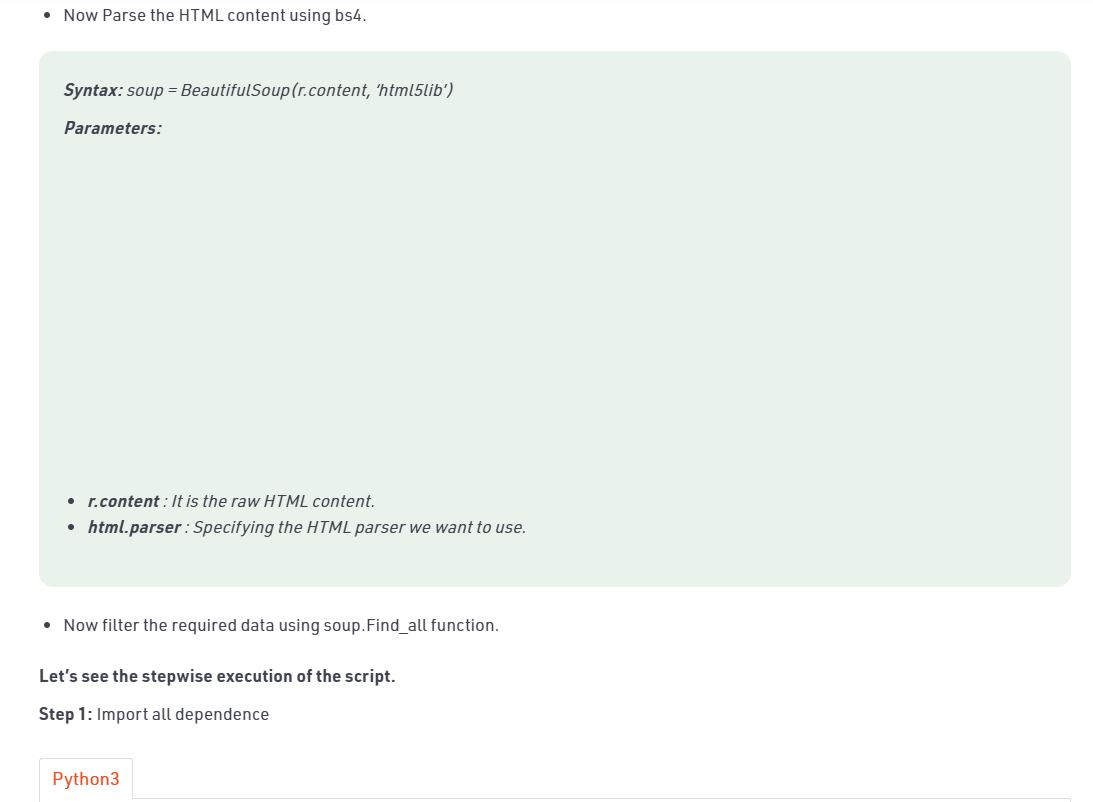 • Now Parse the HTML content using bs4.
Syntax: soup = BeautifulSoup(r.content, ‘html5lib’)
Parameters:
• r.content : It is the raw HTML content.
• html.parser : Specifying the HTML parser we want to use.
• Now filter the required data using soup.Find_all function.
Let’s see the stepwise execution of the script.
Step 1: Import all dependence
Python3